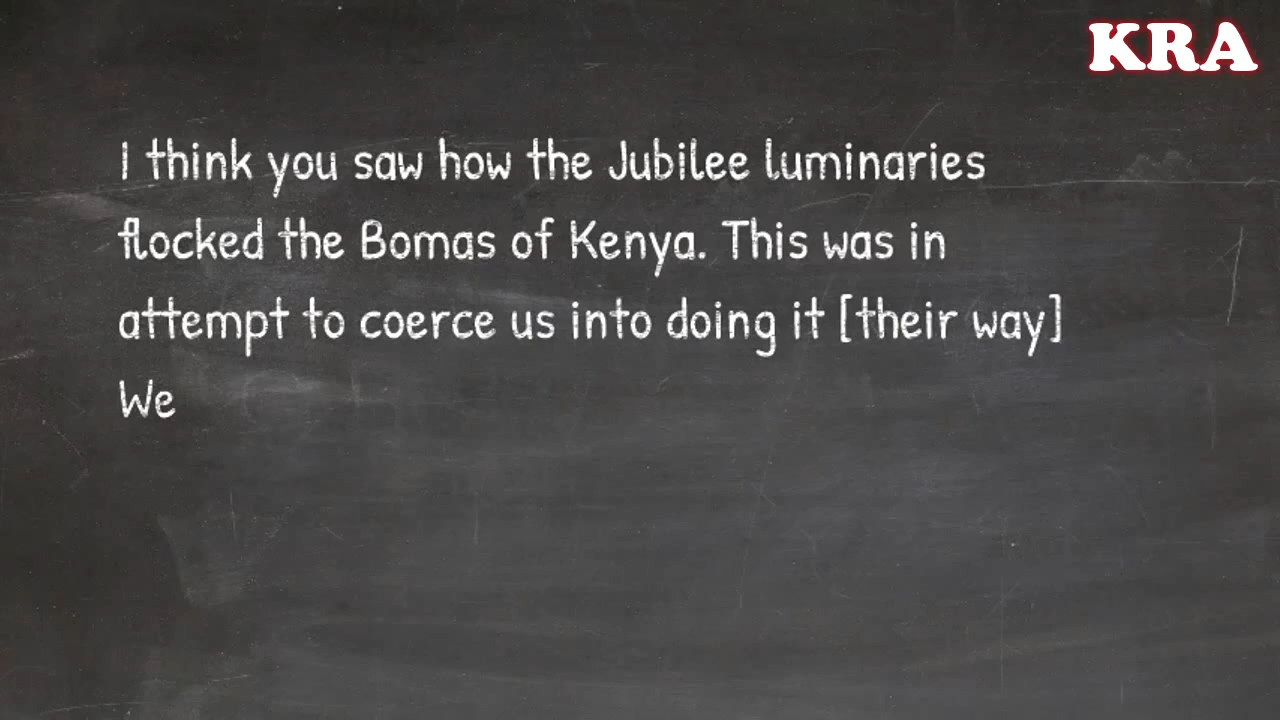 KRA
I think you saw how the Jubilee luminaries
flocked the Bomas of Kenya. This was in
attempt to coerce us into doing it [their way]
We